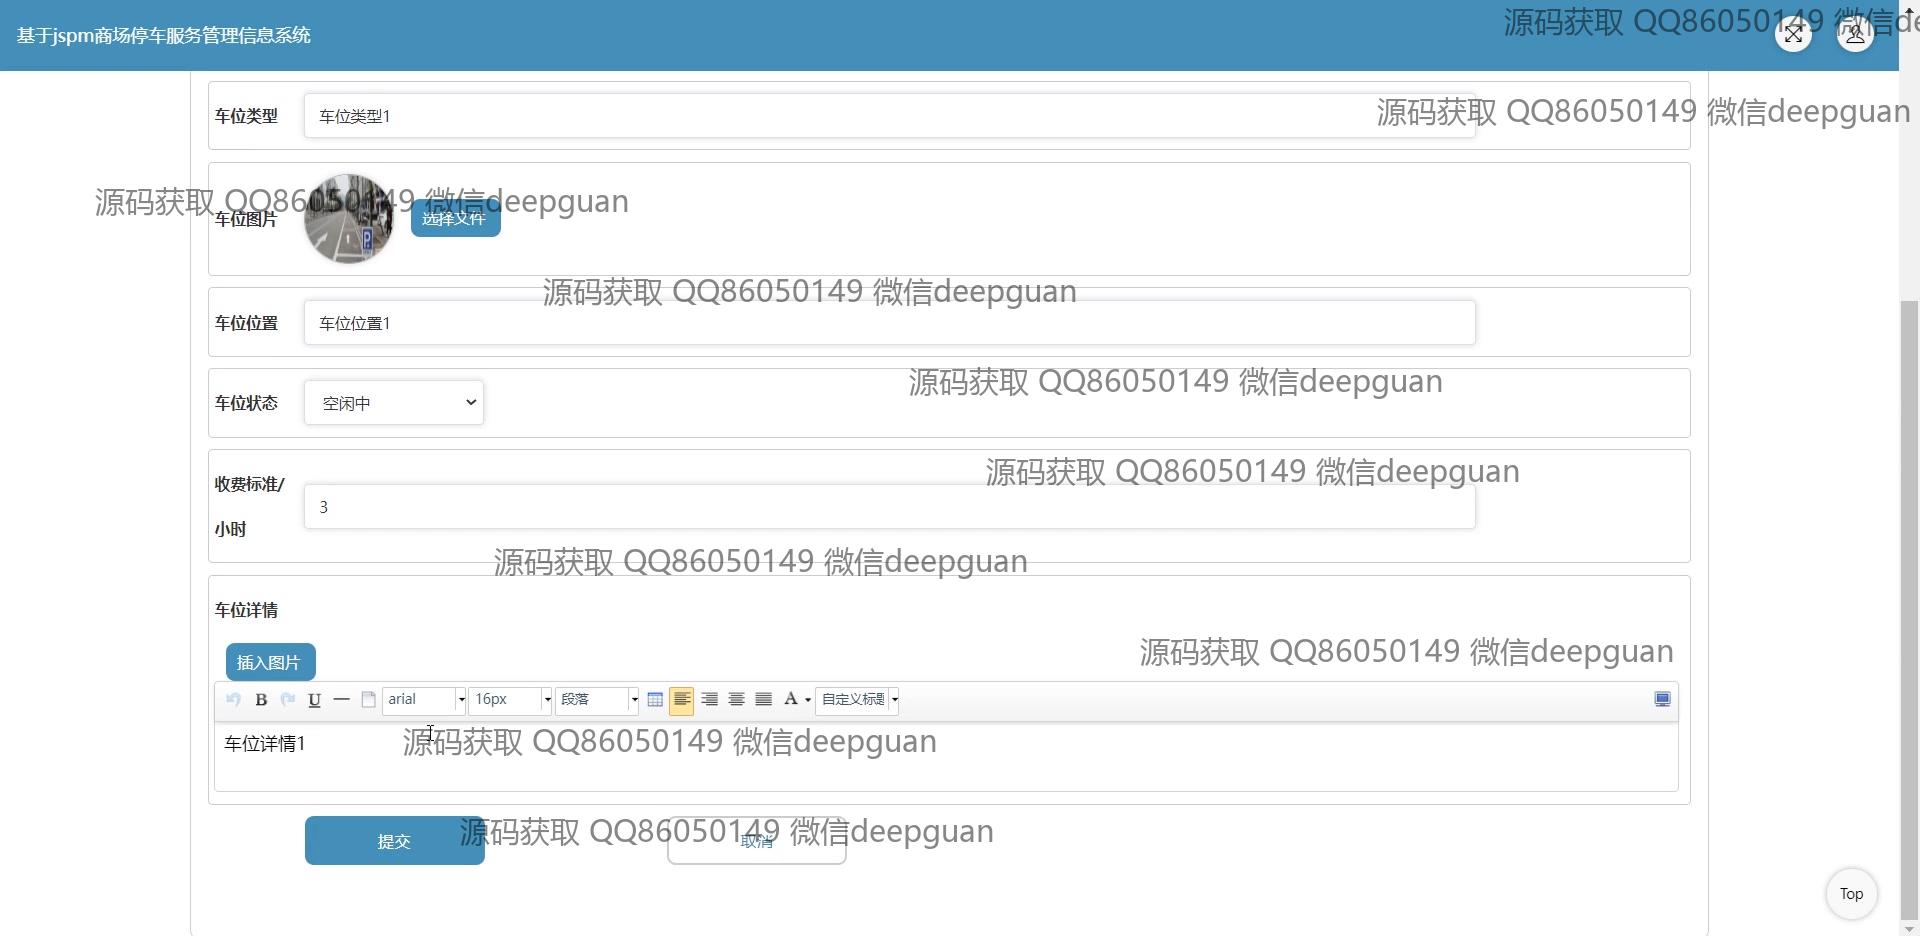 基于jspm商场停车服务管理信息系统
源码获取 QQ86050149 微信de
车位类型
车位类型1
源码获取 QQ86050149 微信deepguan
源码获取 QQ86050149 微信deepguan
车位图片
P
选择文件
源码获取 QQ86050149 微信deepguan
车位位置
车位位置1
源码获取 QQ86050149 微信deepguan
车位状态
空闲中
源码获取 QQ86050149 微信deepguan
收费标准/
小时
3
源码获取 QQ86050149 微信deepguan
车位详情
源码获取 QQ86050149 微信deepguan
插入图片
B U arial 16px 段落 A 自定义标题
车位详情1
源码获取 QQ86050149 微信deepguan
提交
源码获取 QQ86050149 微信deepguan
取消
Top